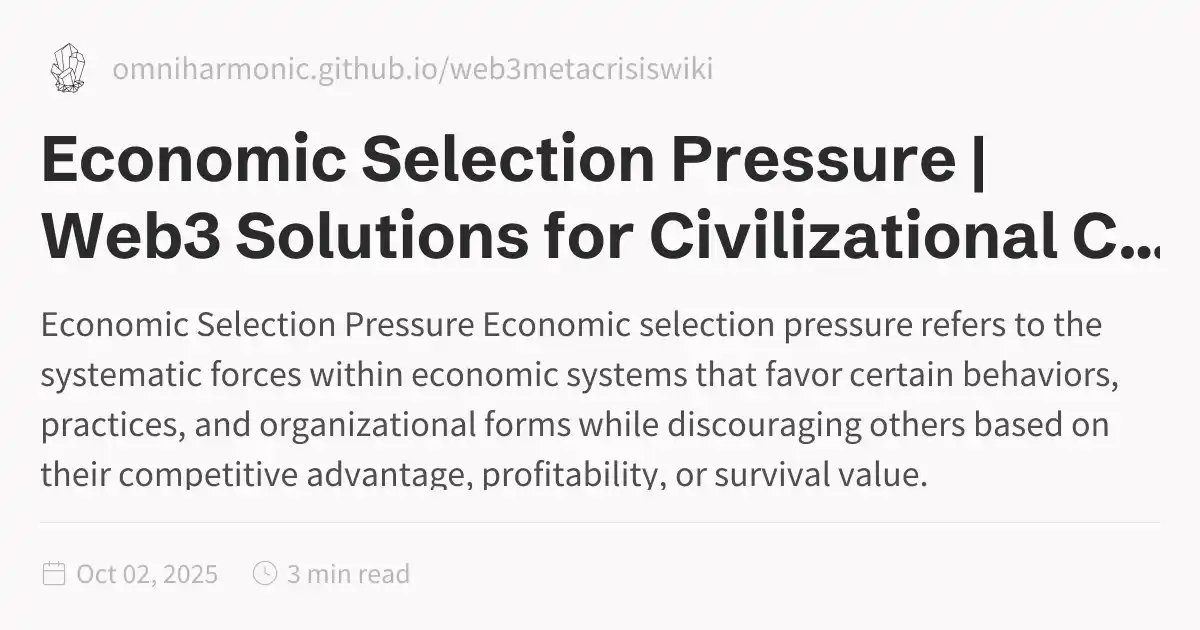 omniharmonic.github.io/web3metacrisiswiki
Economic Selection Pressure |
Web3 Solutions for Civilizational C...
Economic Selection Pressure Economic selection pressure refers to the
systematic forces within economic systems that favor certain behaviors,
practices, and organizational forms while discouraging others based on
their competitive advantage, profitability, or survival value.
Oct 02, 2025 3 min read